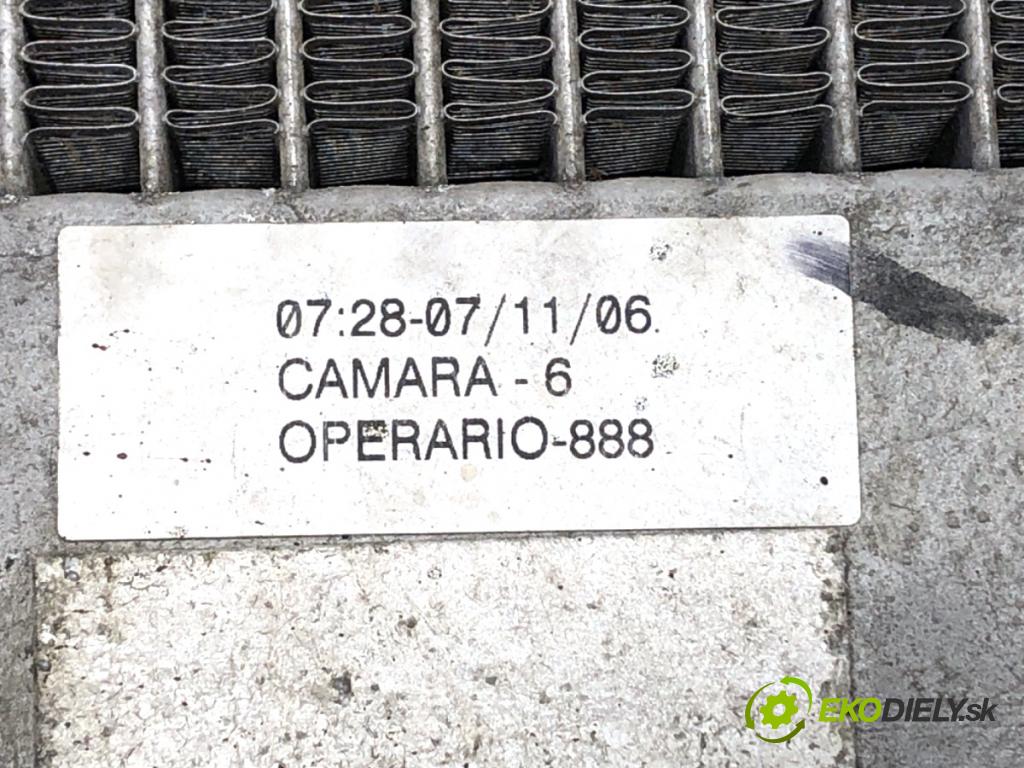 07:28-07/11/06
CAMARA - 6
OPERARIO-888
EKODIELY.sk